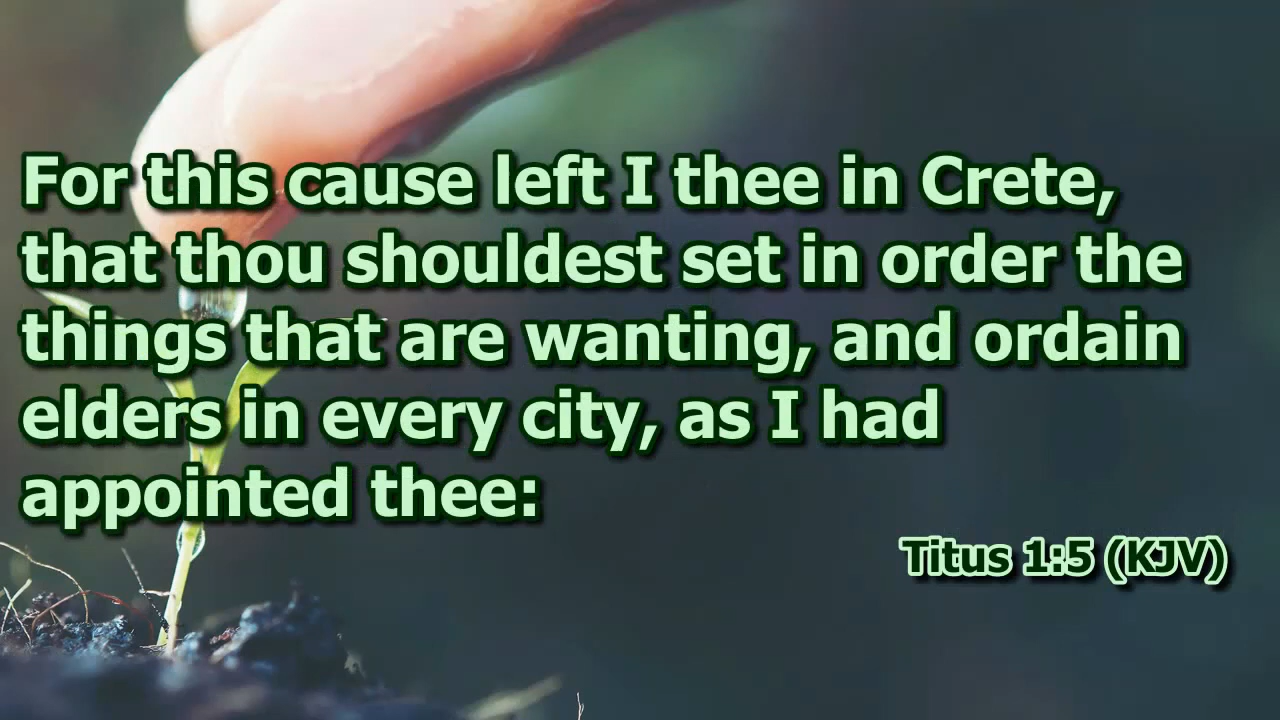 For this cause left I thee in Crete,
that thou shouldest set in order the
things that are wanting, and ordain
elders in every city, as I had
appointed thee:
Titus 1:5 (KJV)